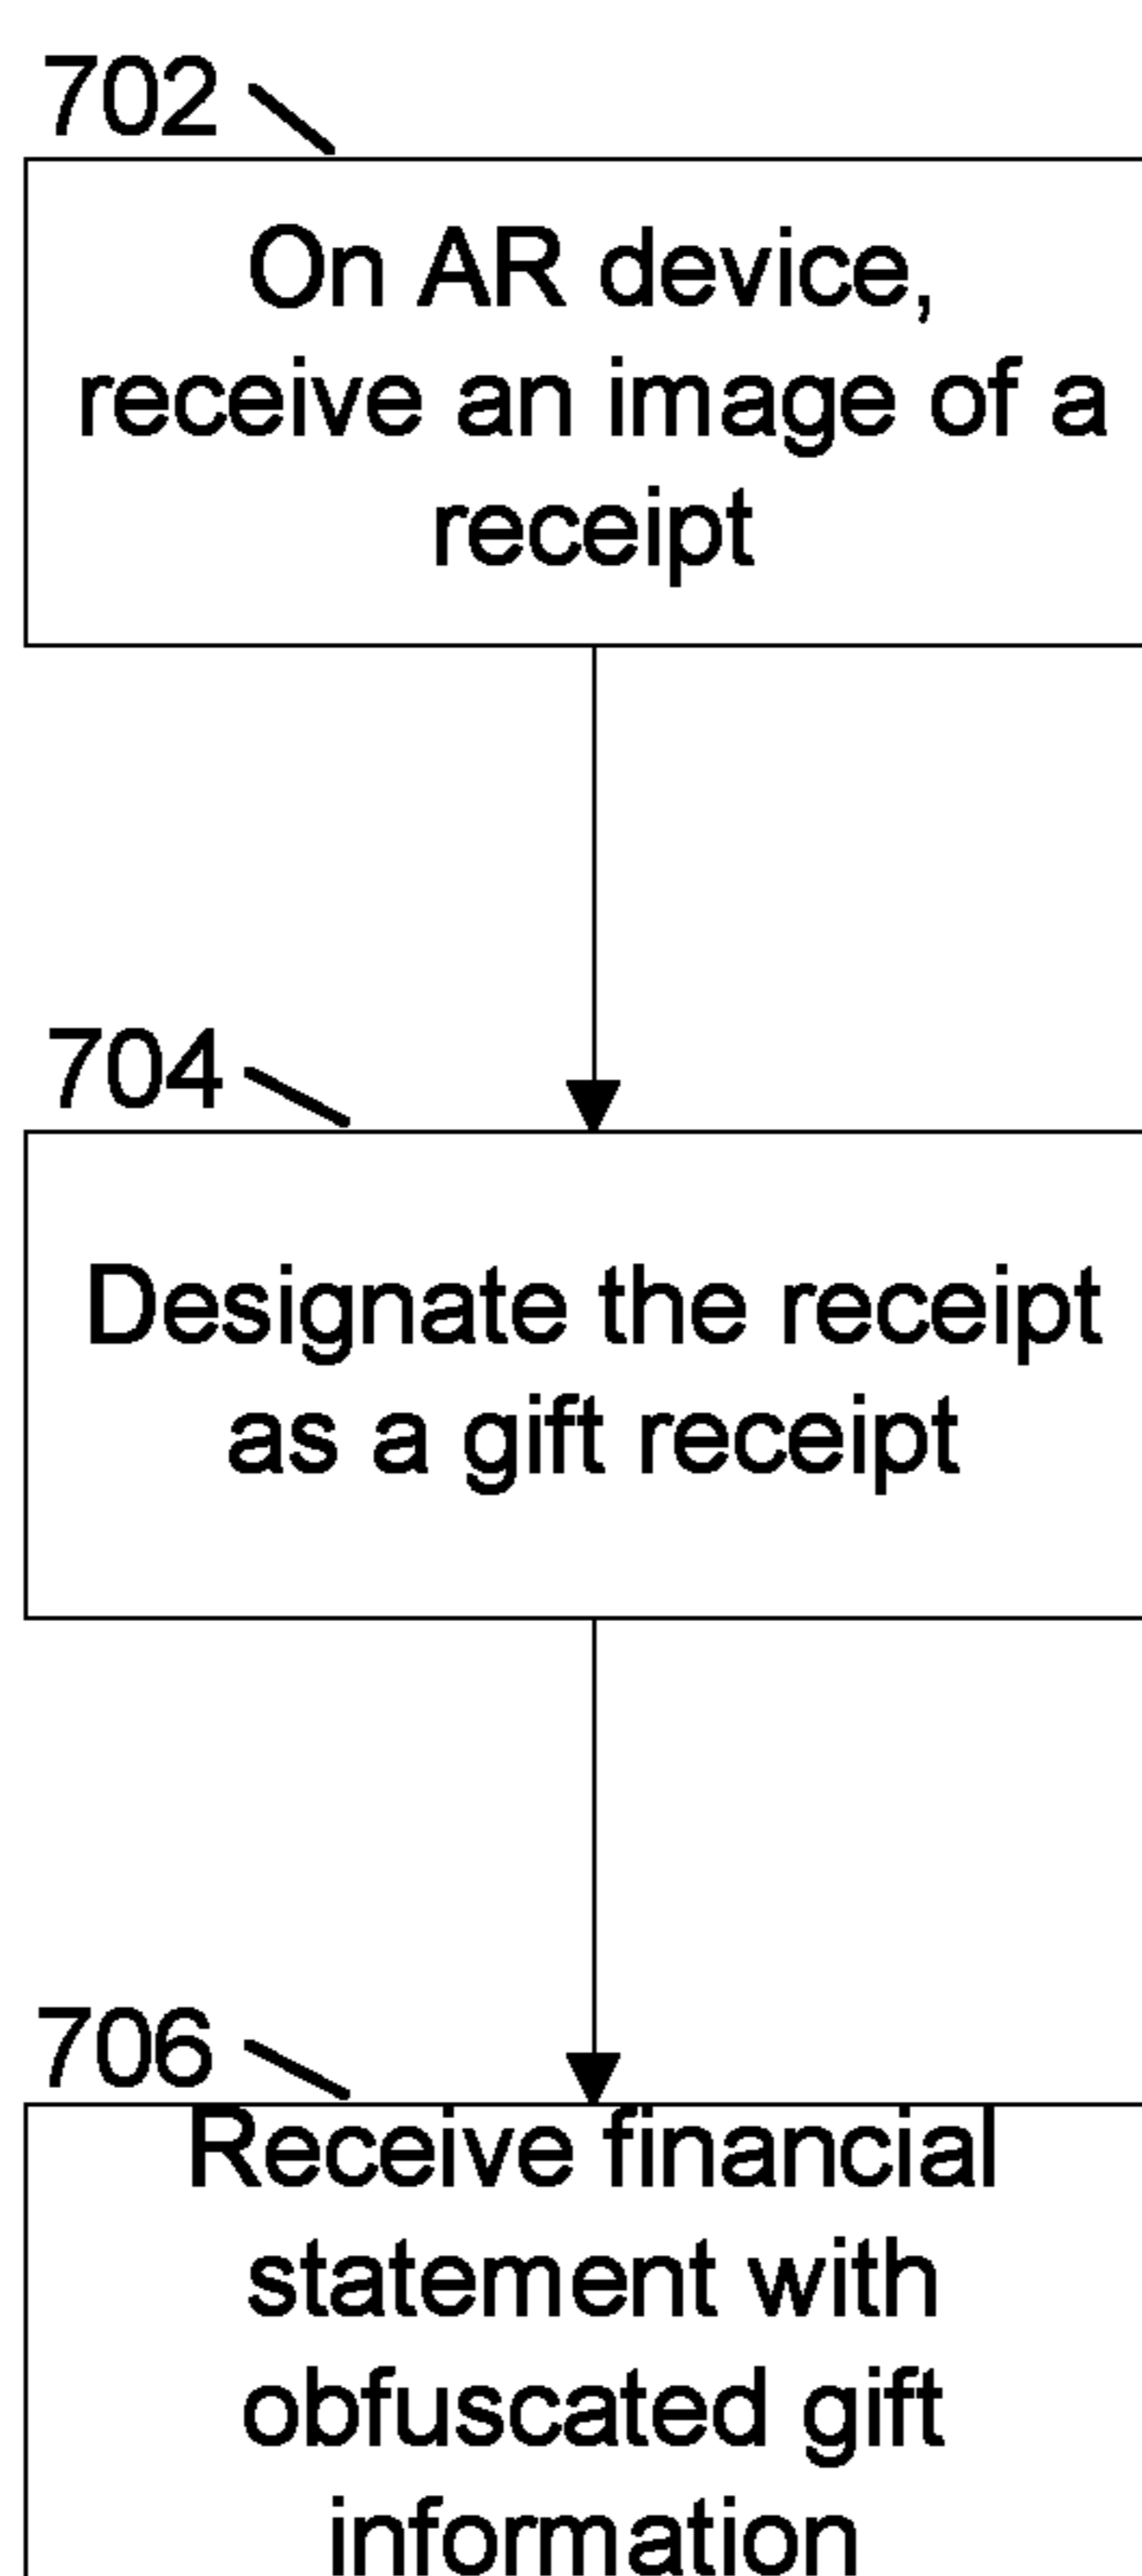 702
On AR device,
receive an image of a
receipt
704
Designate the receipt
as a gift receipt
706
Receive financial
statement with
obfuscated gift
information